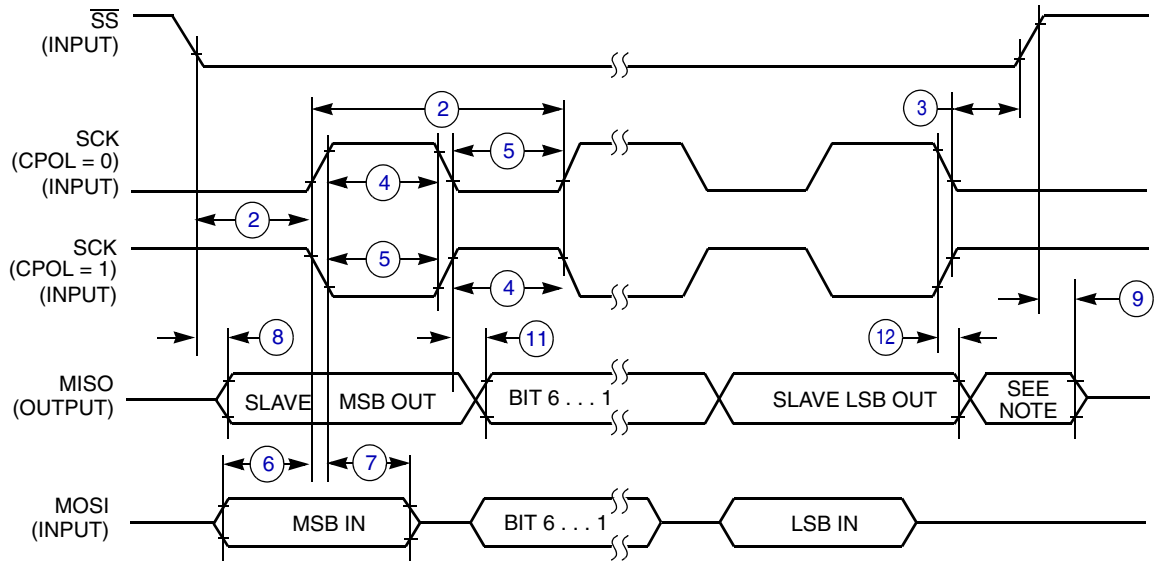 SS
(INPUT)
2
3
SCK
(CPOL = 0)
(INPUT)
5
4
2
SCK
(CPOL = 1)
(INPUT)
5
4
9
8
11
12
MISO
(OUTPUT)
SLAVE
MSB OUT
BIT 6 . . . 1
SLAVE LSB OUT
SEE
NOTE
6
7
MOSI
(INPUT)
MSB IN
BIT 6 . . . 1
LSB IN